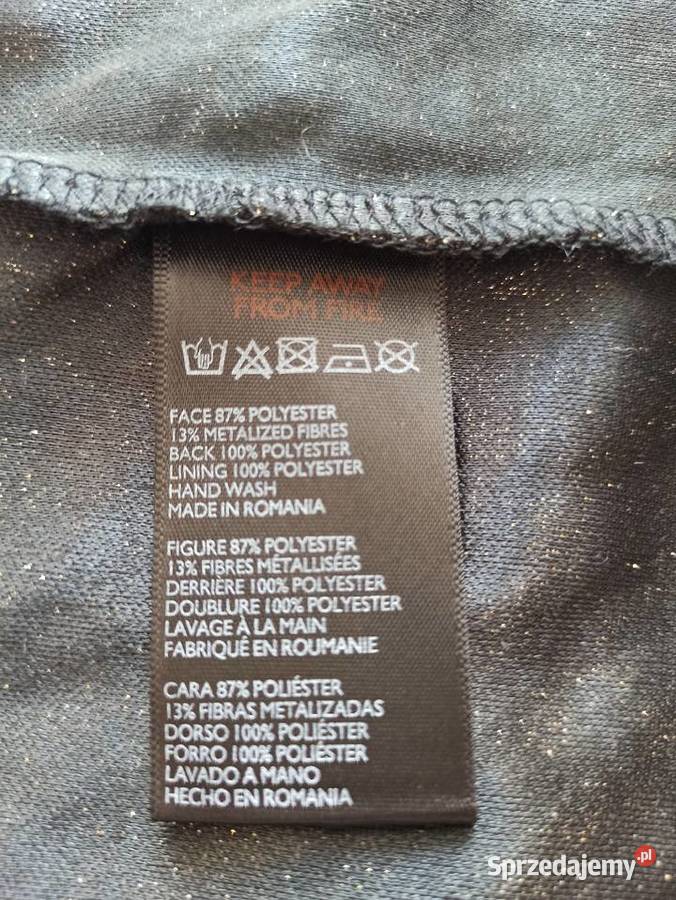 KEEP AWAY
FROM FIRE
FACE 87% POLYESTER
13% METALIZED FIBRES
BACK 100% POLYESTER
LINING 100% POLYESTER
HAND WASH
MADE IN ROMANIA
FIGURE 87% POLYESTER
13% FIBRES MÉTALLISÉES
DERRIÈRE 100% POLYESTER
DOUBLURE 100% POLYESTER
LAVAGE À LA MAIN
FABRIQUÉ EN ROUMANIE
CARA 87% POLIÉSTER
13% FIBRAS METALIZADAS
DORSO 100% POLIÉSTER
FORRO 100% POLIÉSTER
LAVADO A MANO
HECHO EN ROMANIA
Sprzedajemy.pl